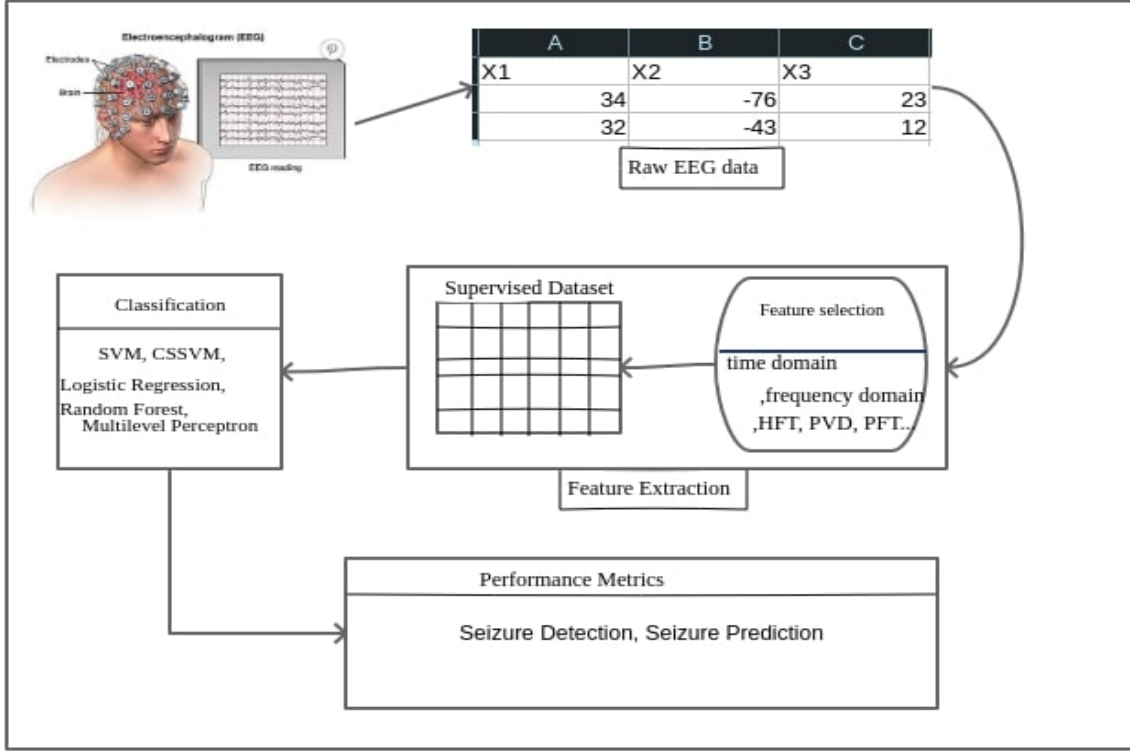 Electroencephalogram (EEG)
Electrodes
Brain
EEG reading
A B C
X1 X2 X3
34 -76 23
32 -43 12
Raw EEG data
Classification
SVM, CSSVM,
Logistic Regression,
Random Forest,
Multilevel Perceptron
Supervised Dataset
Feature selection
time domain
,frequency domain
,HFT, PVD, PFT...
Feature Extraction
Performance Metrics
Seizure Detection, Seizure Prediction